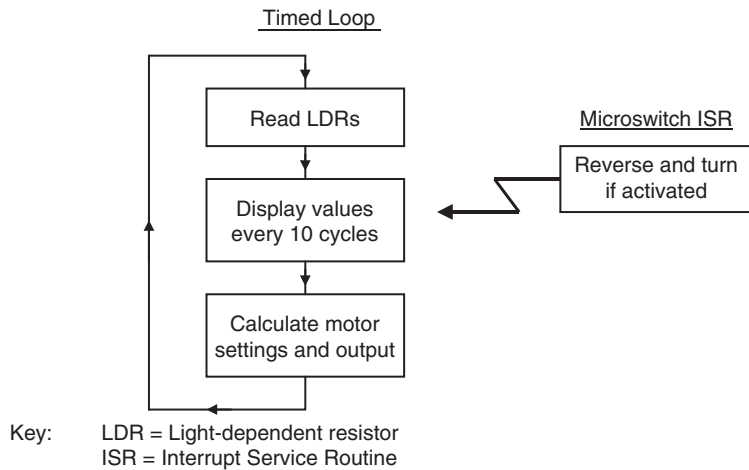 Timed Loop
Read LDRs
Display values
every 10 cycles
Calculate motor
settings and output
Microswitch ISR
Reverse and turn
if activated
Key: LDR = Light-dependent resistor
ISR = Interrupt Service Routine